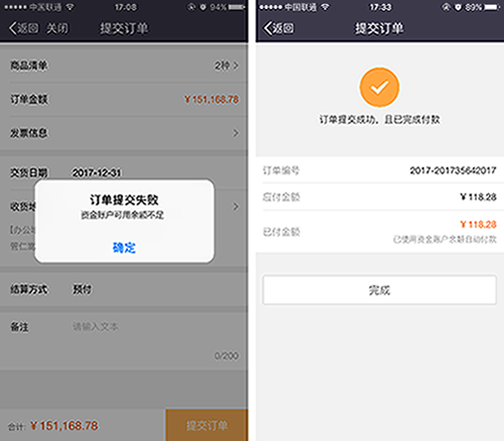 中国联通
17:08
94%
返回 关闭
提交订单
商品清单
2种
订单金额
¥151,168.78
发票信息
交货日期
2017-12-31
收货地
订单提交失败
资金账户可用余额不足
确定
[办公
管仁
结算方式
预付
备注
请输入文本
0/200
合计: ¥151,168.78
提交订单
中国联通
17:33
89%
返回
提交订单
订单提交成功，且已完成付款
订单编号
2017-201735642017
应付金额
¥118.28
已付金额
¥118.28
已使用资金账户余额自动付款
完成